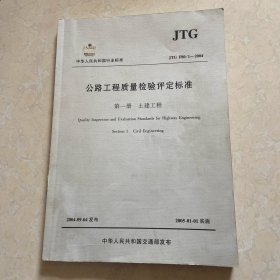 JTG
中华人民共和国行业标准
JTG F80/1—2004
公路工程质量检验评定标准
第一册 土建工程
Quality Inspection and Evaluation Standards for Highway Engineering
Section 1 Civil Engineering
2004-09-04 发布
2005-01-01 实施
中华人民共和国交通部发布